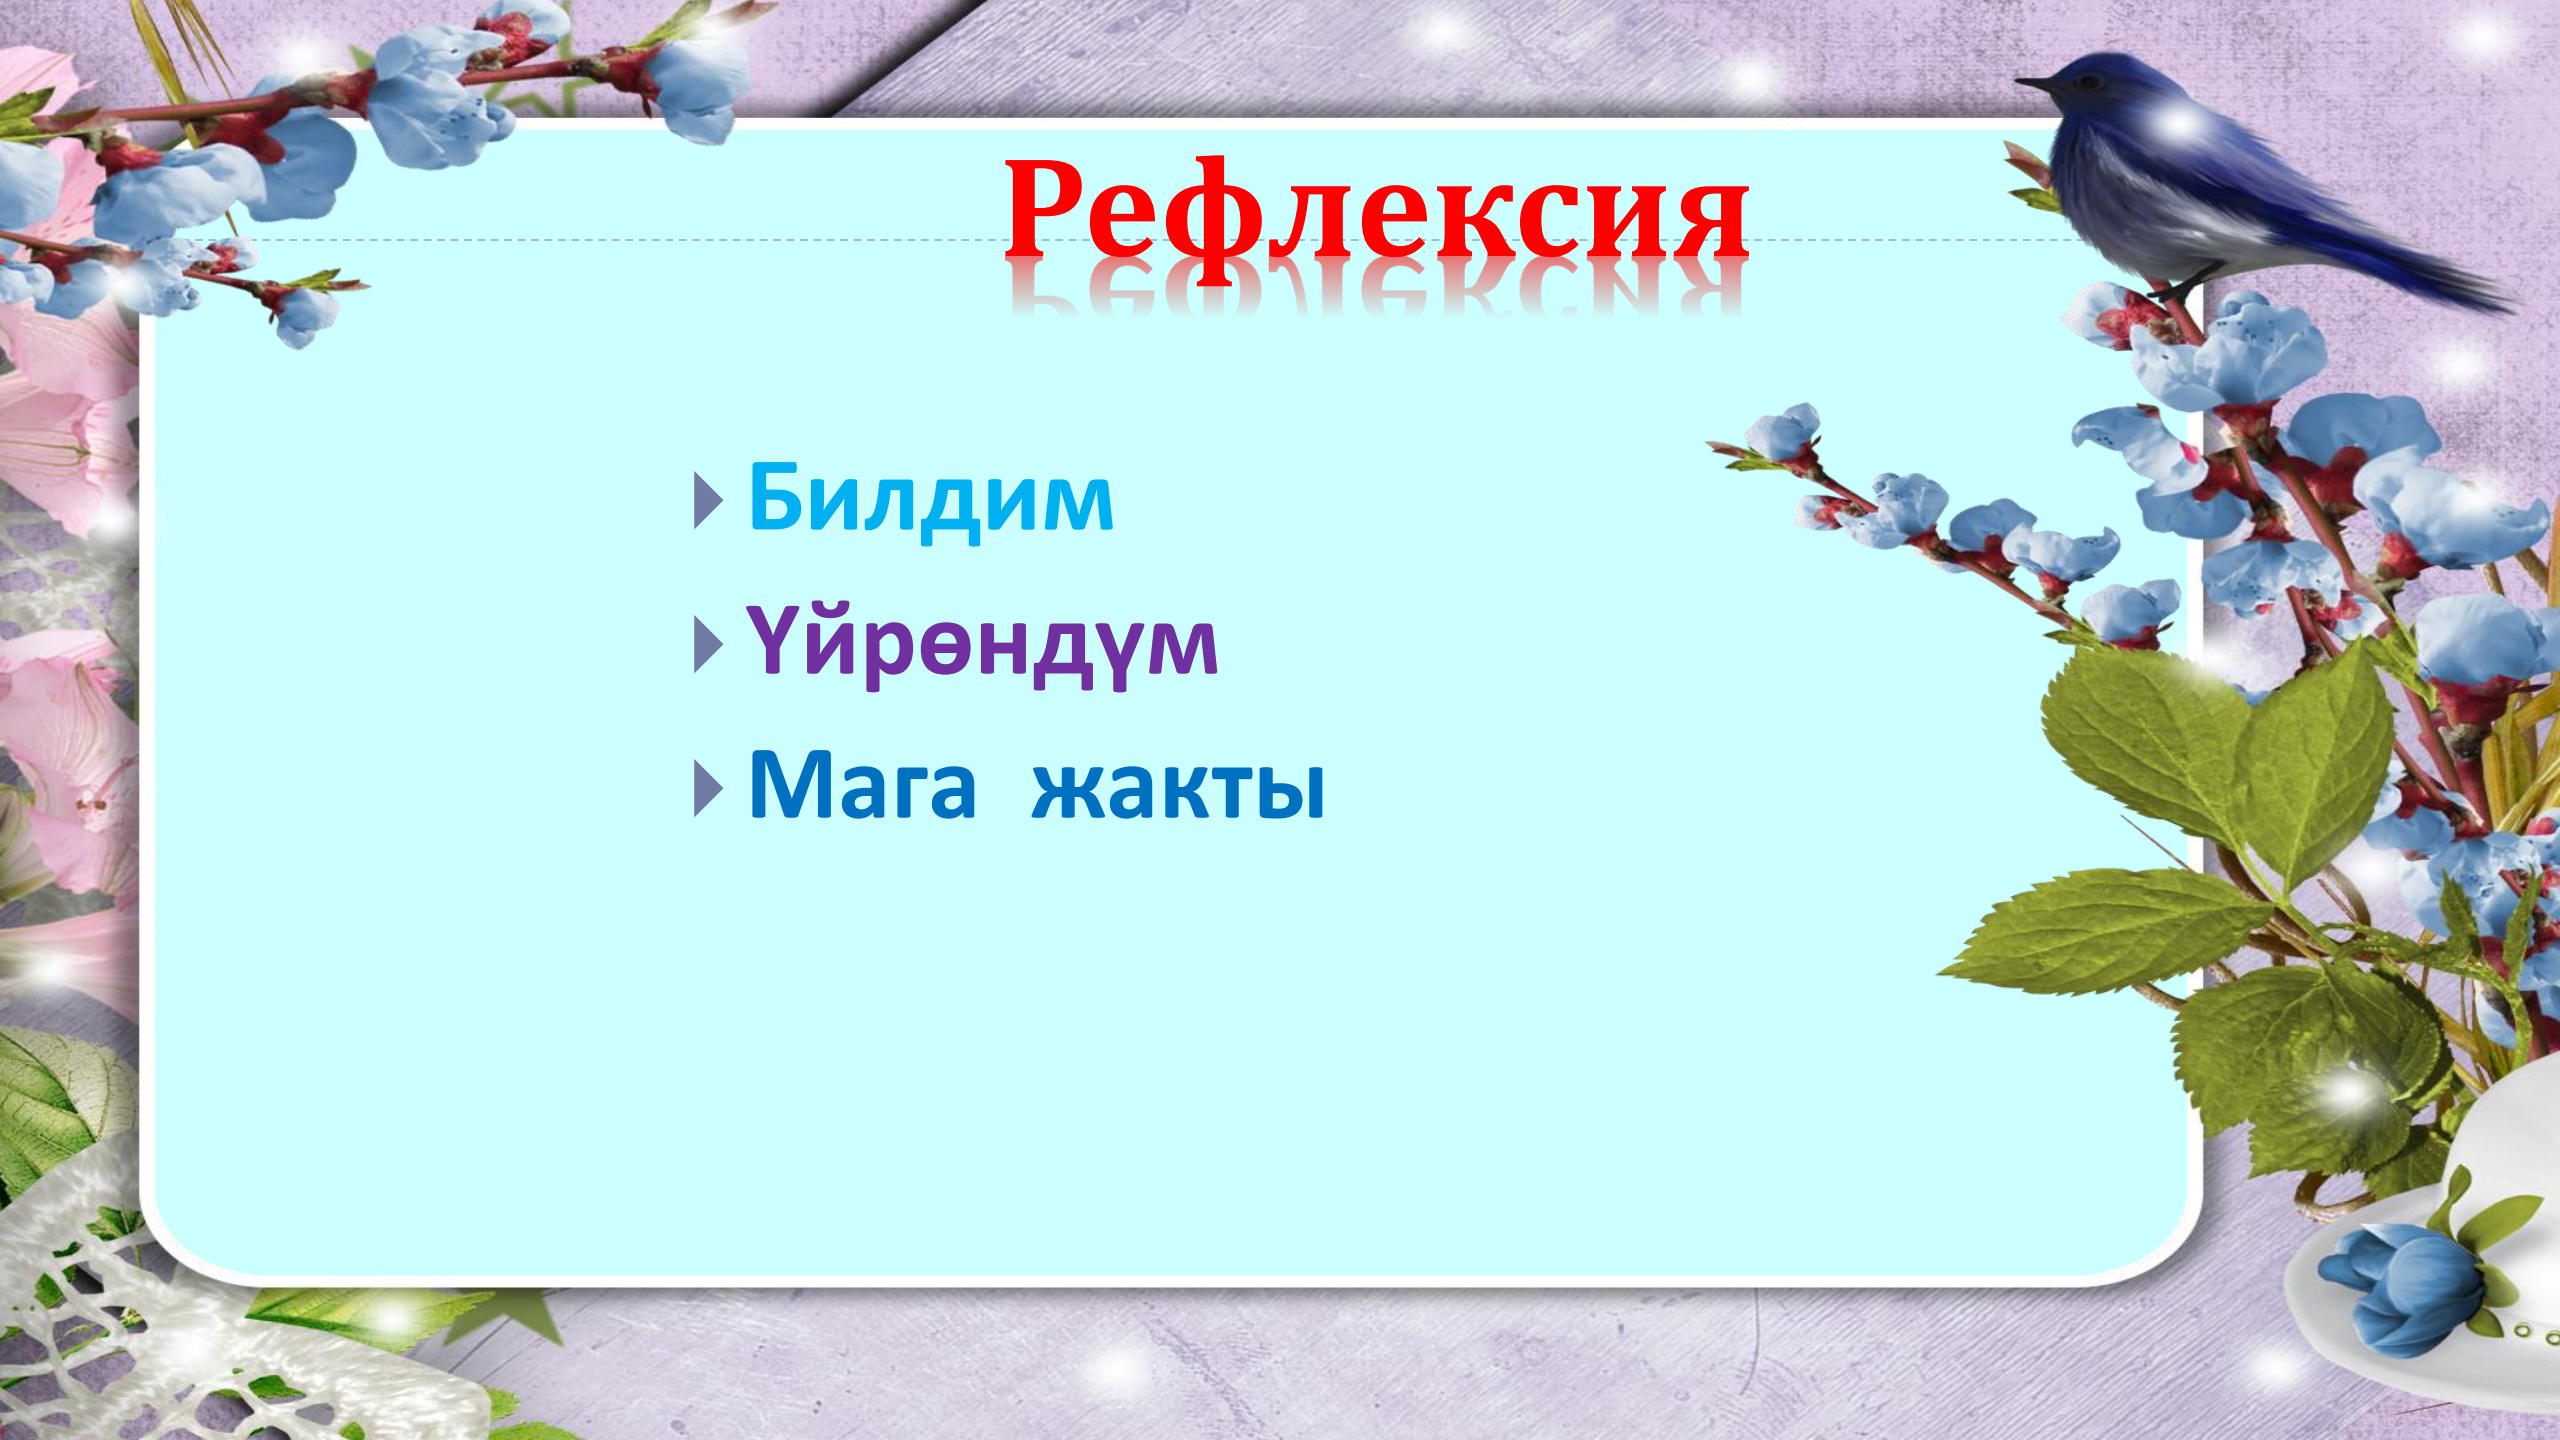 Рефлексия
Билдим
Үйрөндүм
Мага жакты